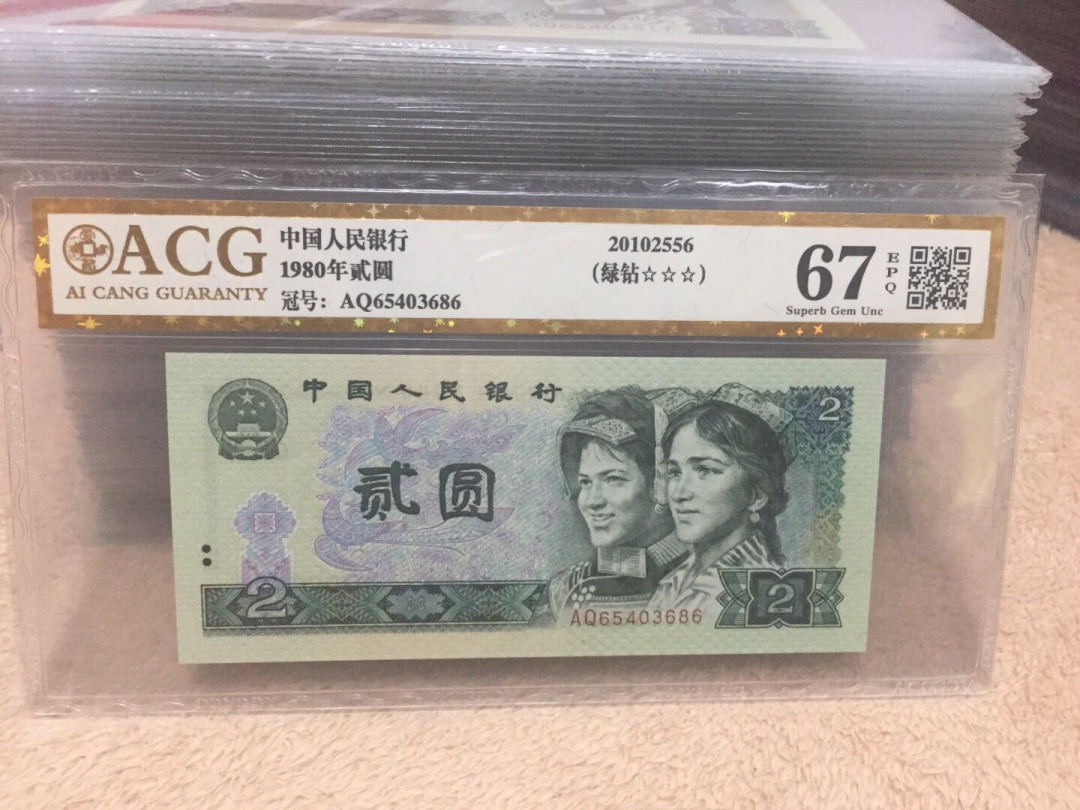 ACG
AI CANG GUARANTY
中国人民银行
1980年贰圆
冠号：AQ65403686
20102556
（绿钻☆☆☆）
67
EPQ
Superb Gem Unc
中国人民银行
2
贰圆
2
AQ65403686
2